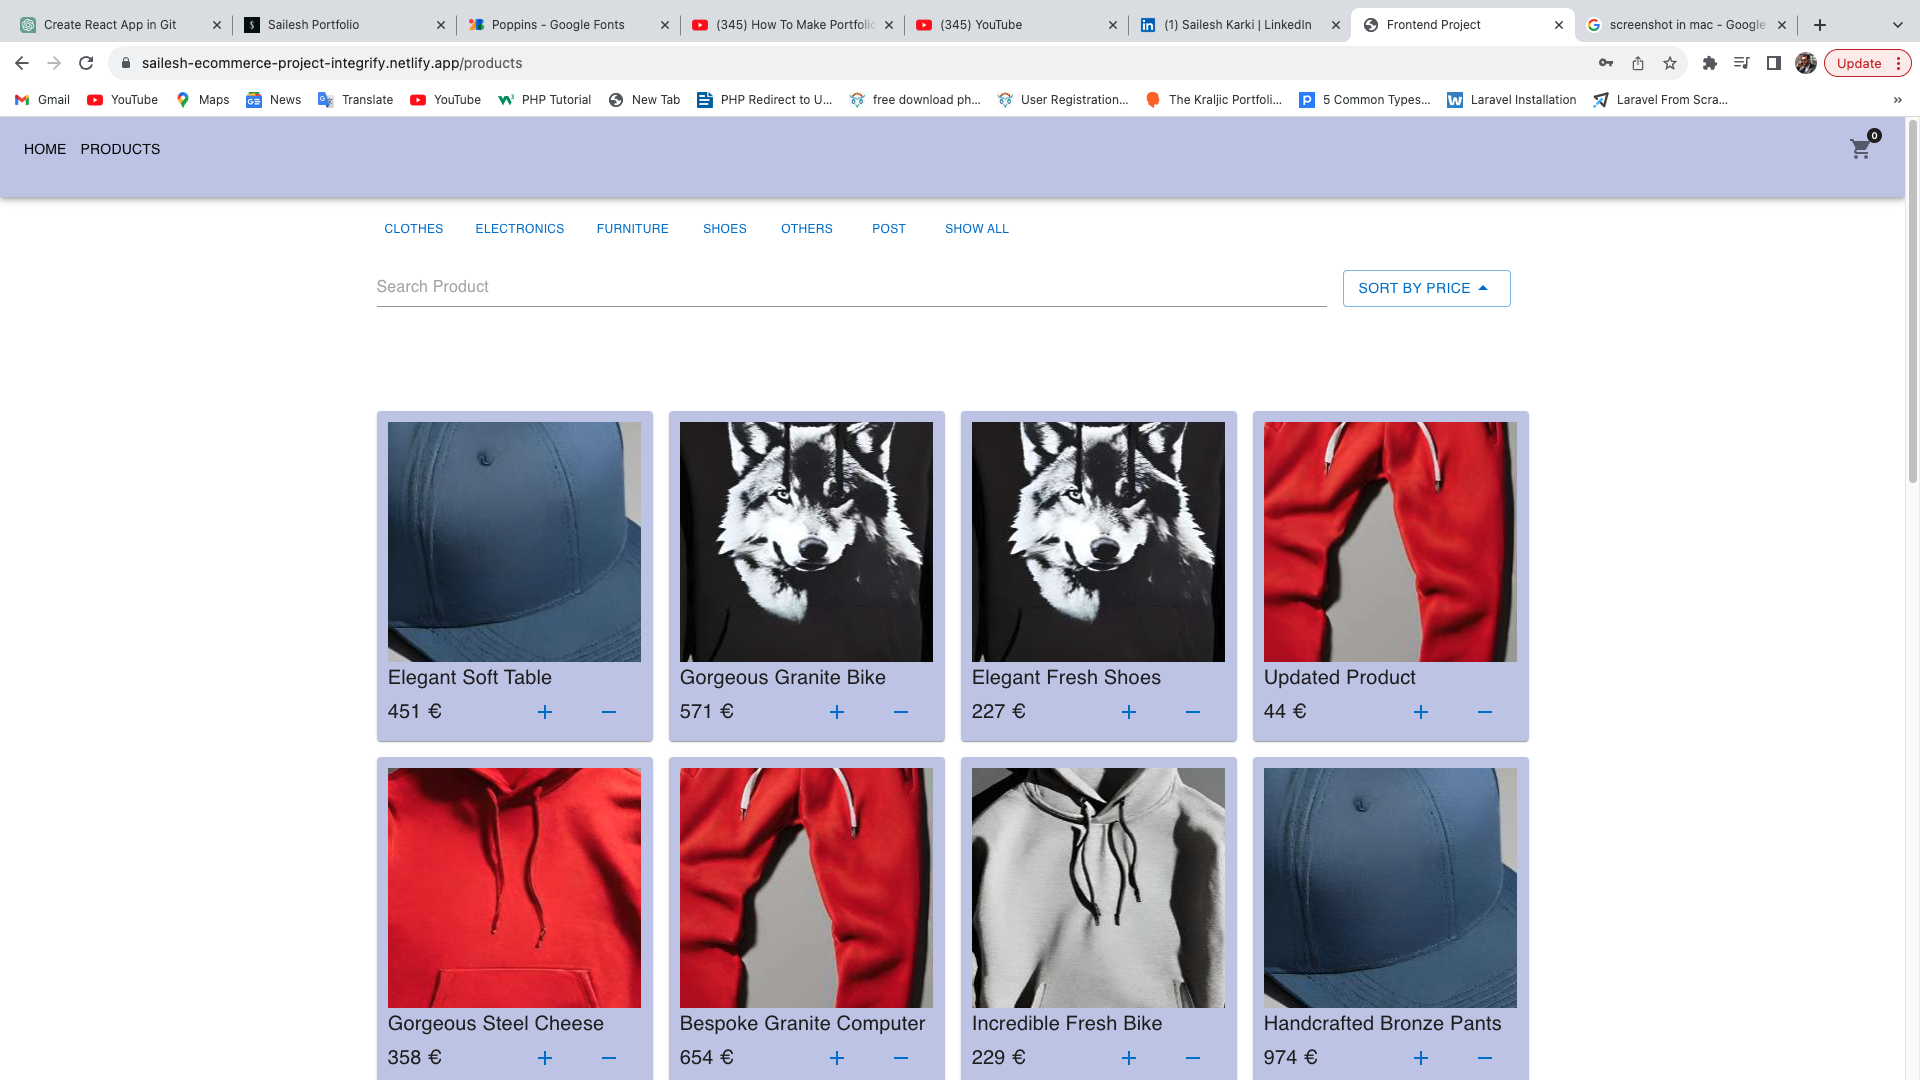 Create React App in Git
Sailesh Portfolio
Poppins - Google Fonts
(345) How To Make Portfolio
(345) YouTube
(1) Sailesh Karki | LinkedIn
Frontend Project
screenshot in mac - Google
sailesh-ecommerce-project-integrify.netlify.app/products
Update
Gmail
YouTube
Maps
News
Translate
YouTube
PHP Tutorial
New Tab
PHP Redirect to U...
free download ph...
User Registration...
The Kraljic Portfoli...
5 Common Types...
Laravel Installation
Laravel From Scra...
»
HOME PRODUCTS
0
CLOTHES ELECTRONICS FURNITURE SHOES OTHERS POST SHOW ALL
Search Product
SORT BY PRICE
Elegant Soft Table
451 € + −
Gorgeous Granite Bike
571 € + −
Elegant Fresh Shoes
227 € + −
Updated Product
44 € + −
Gorgeous Steel Cheese
358 € + −
Bespoke Granite Computer
654 € + −
Incredible Fresh Bike
229 € + −
Handcrafted Bronze Pants
974 € + −